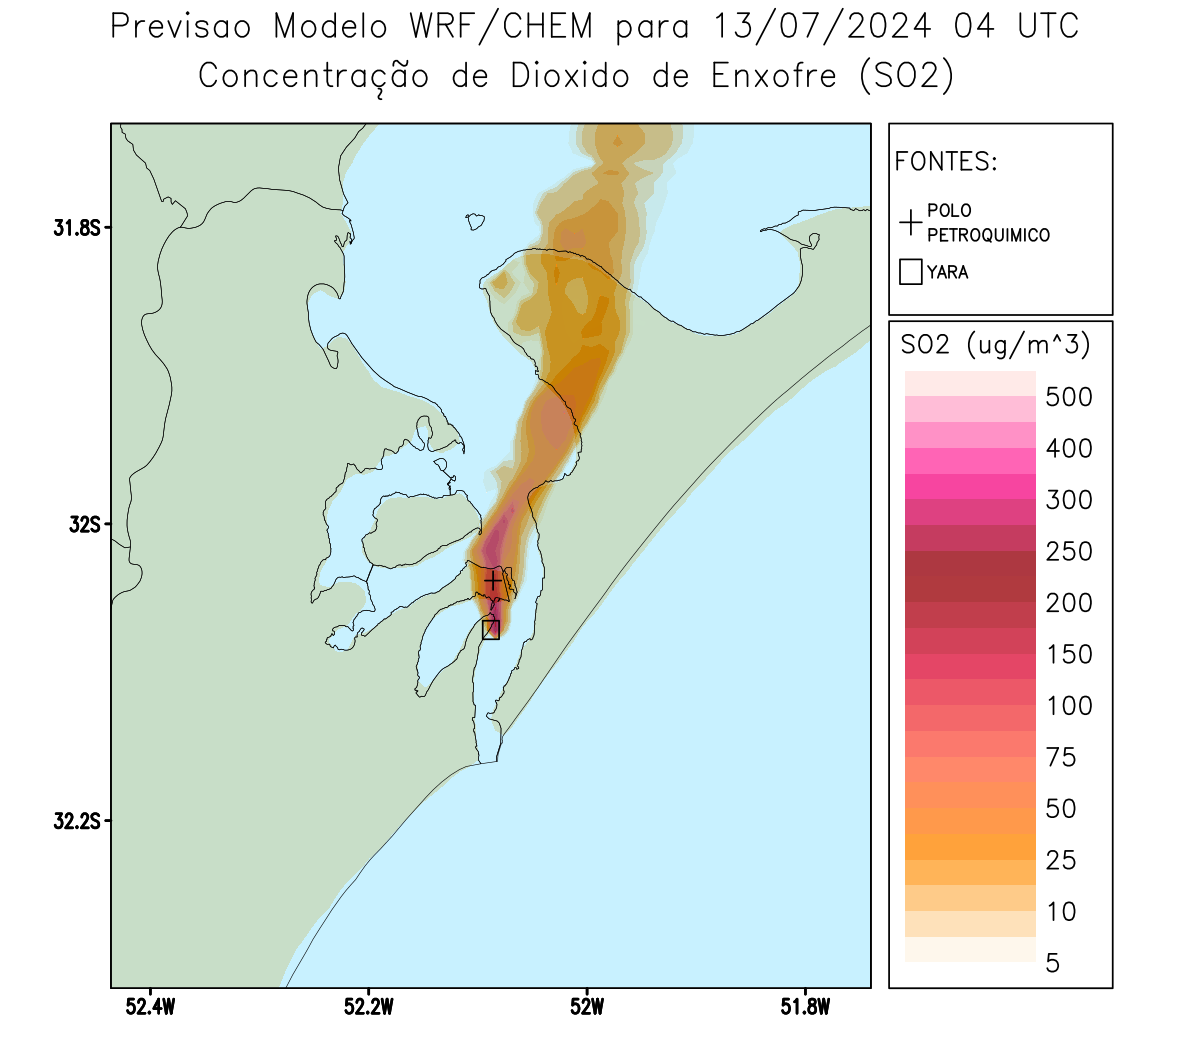 Previsao Modelo WRF/CHEM para 13/07/2024 04 UTC
Concentração de Dioxido de Enxofre (SO2)
FONTES:
POLO
PETROQUIMICO
YARA
SO2 (ug/m^3)
500
400
300
250
200
150
100
75
50
25
10
5
31.8S
32S
32.2S
52.4W
52.2W
52W
51.8W